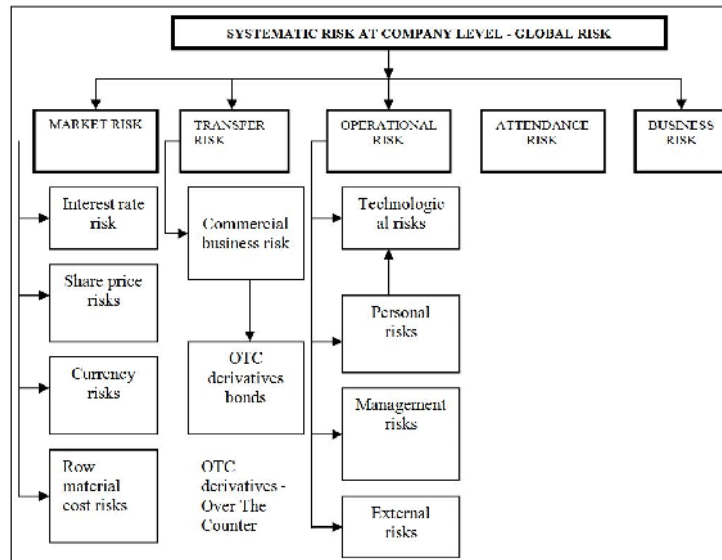 SYSTEMATIC RISK AT COMPANY LEVEL - GLOBAL RISK
MARKET RISK
TRANSFER
RISK
OPERATIONAL
RISK
ATTENDANCE
RISK
BUSINESS
RISK
Interest rate
risk
Share price
risks
Currency
risks
Row
material
cost risks
Commercial
business risk
OTC
derivatives
bonds
OTC
derivatives -
Over The
Counter
Technologic
al risks
Personal
risks
Management
risks
External
risks